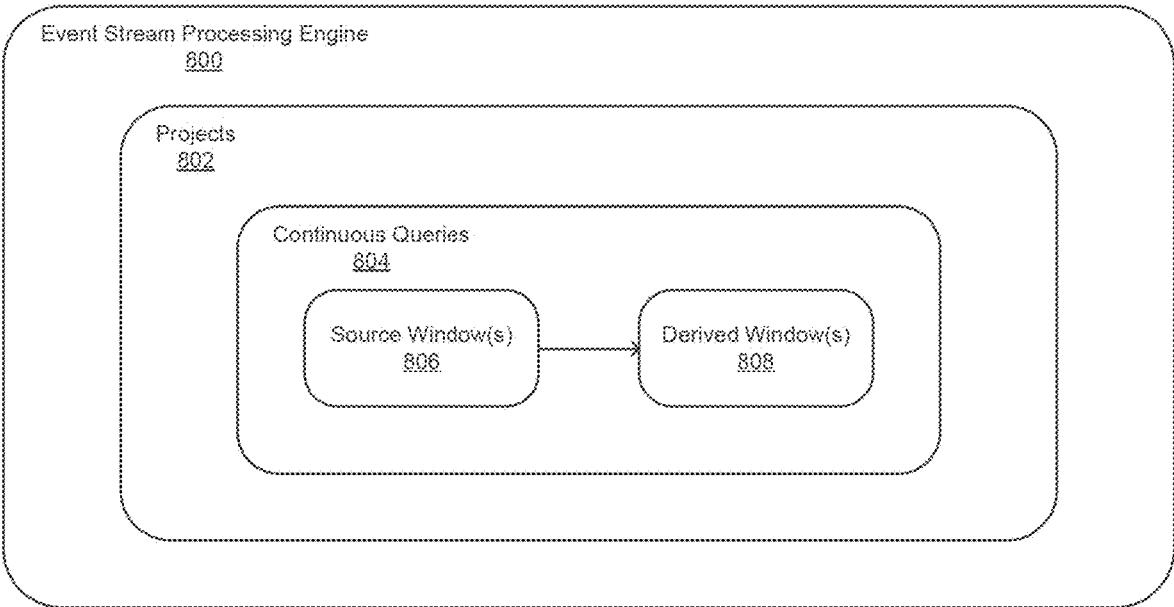 Event Stream Processing Engine
800
Projects
802
Continuous Queries
804
Source Window(s)
806
Derived Window(s)
808